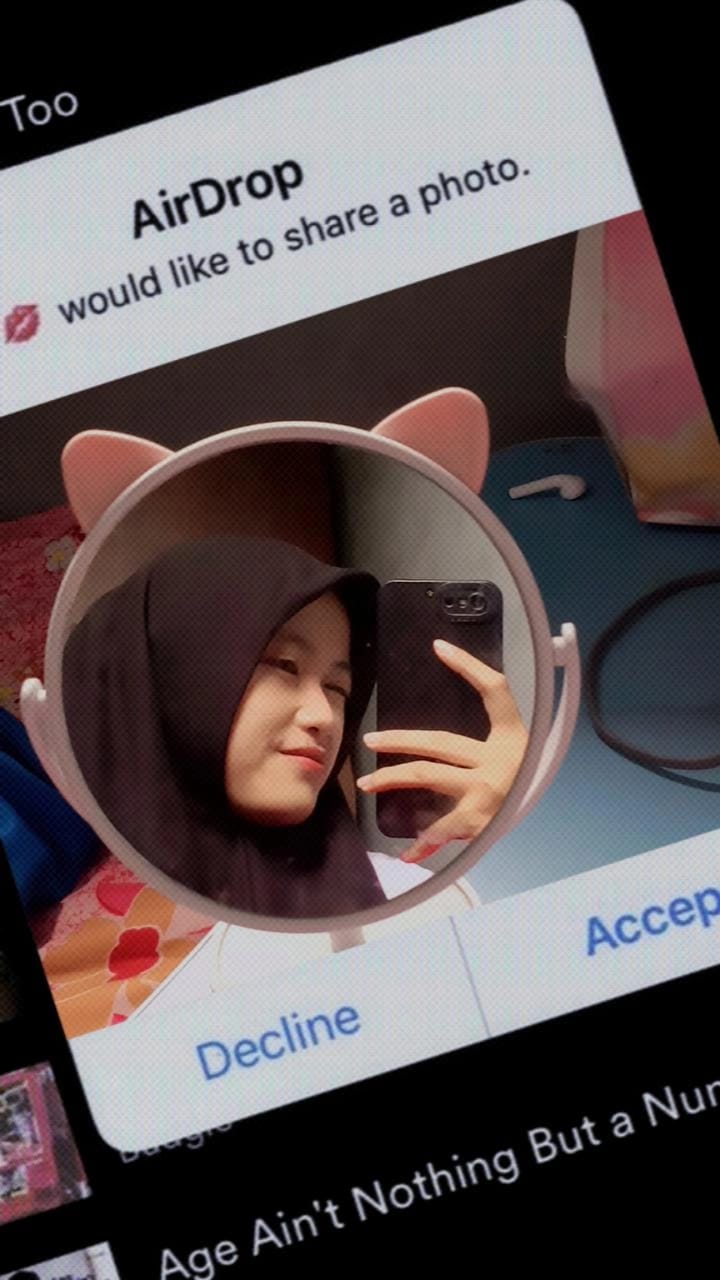 Too
AirDrop
💋 would like to share a photo.
Decline
Accep
Age Ain't Nothing But a Nu